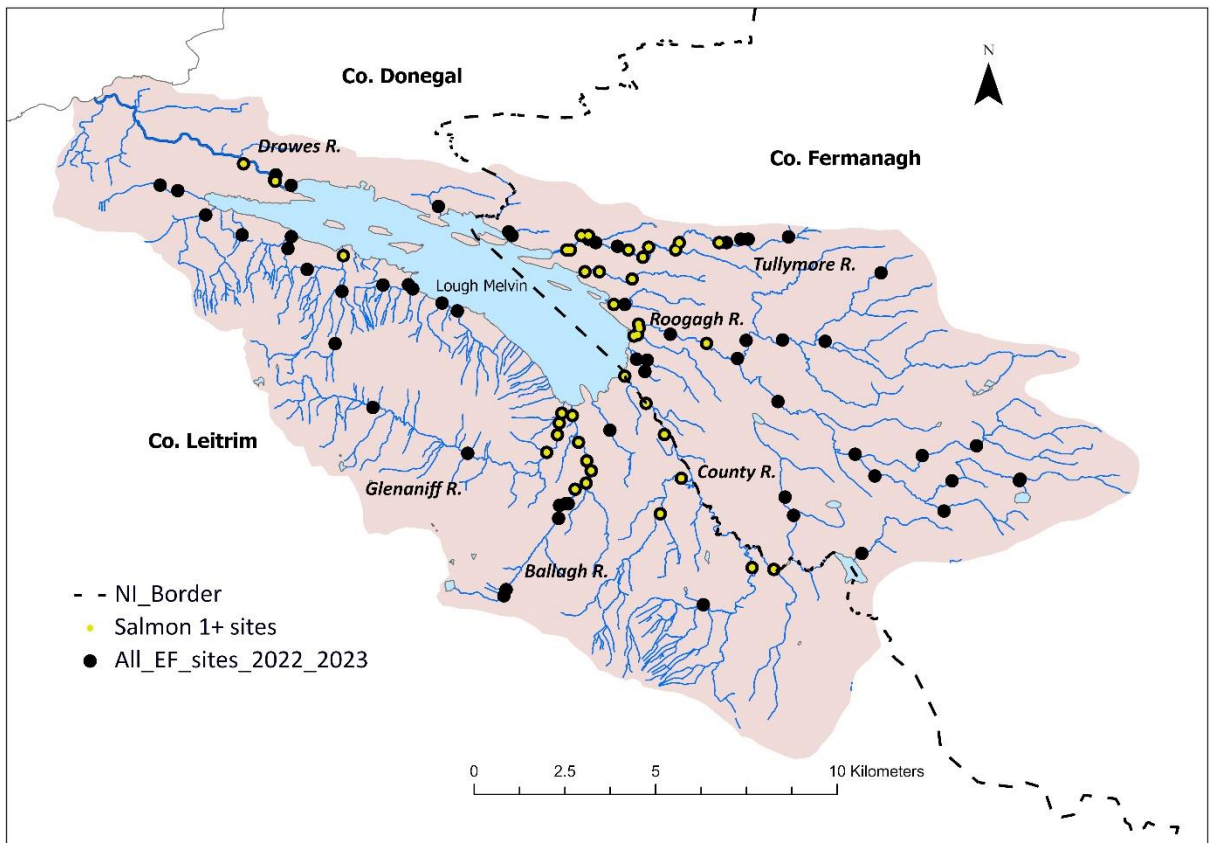 Co. Donegal
N
Co. Fermanagh
Drowes R.
Tullymore R.
Lough Melvin
Roogagh R.
Co. Leitrim
Glenaniff R.
County R.
Ballagh R.
NI_Border
Salmon 1+ sites
All_EF_sites_2022_2023
0 2.5 5 10 Kilometers